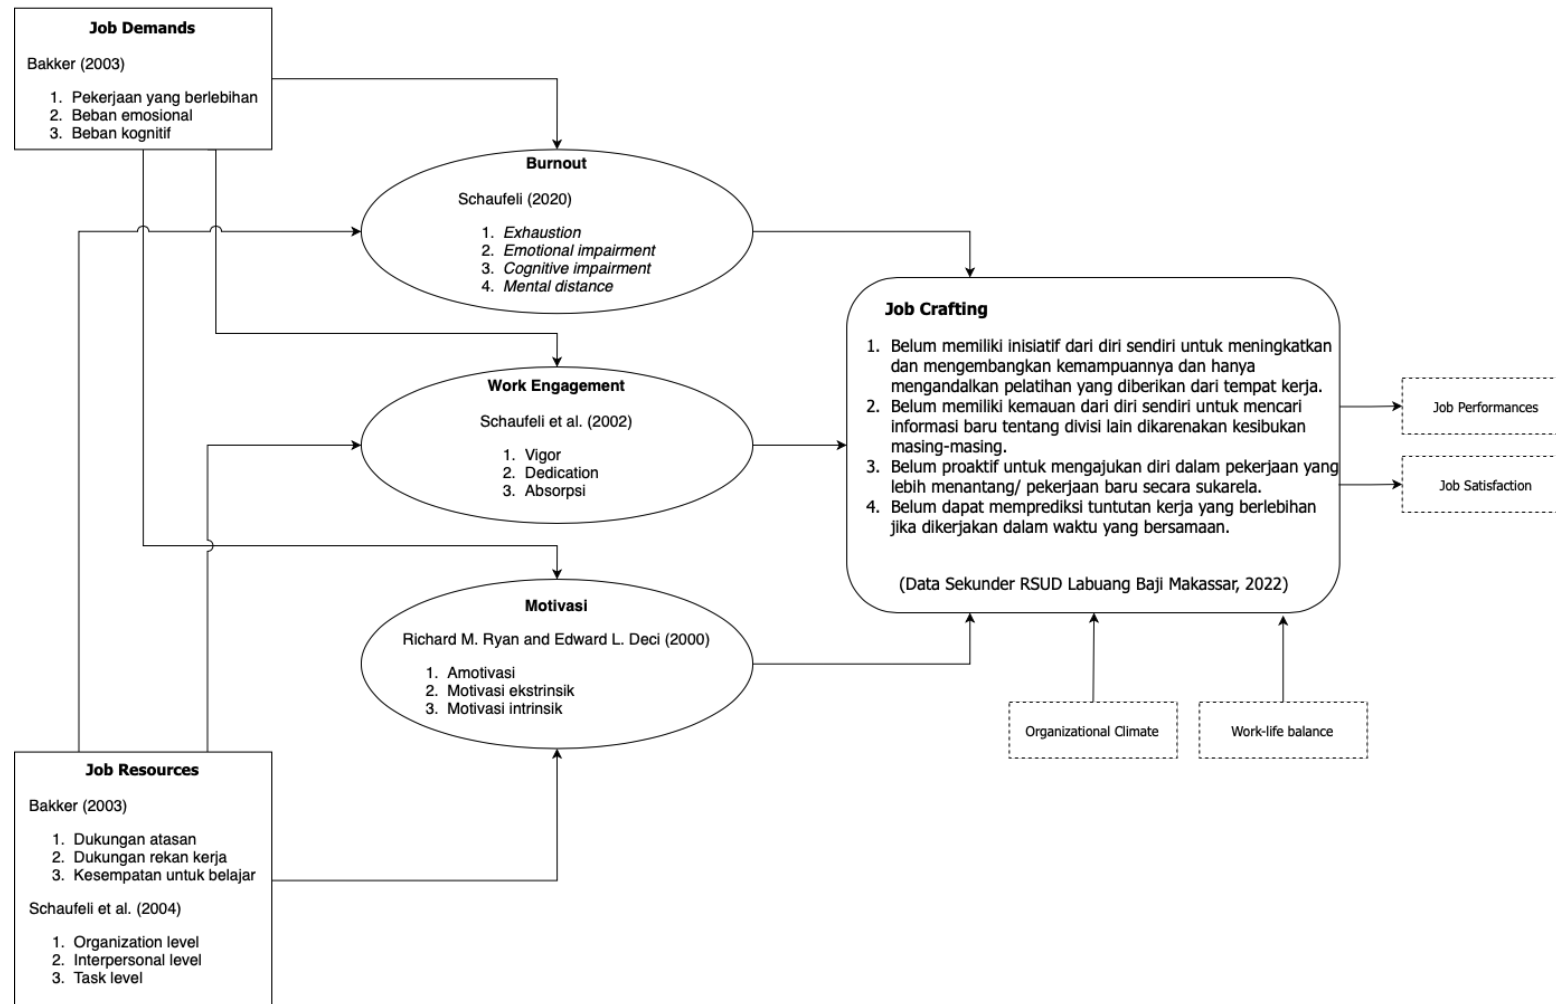 Job Demands
Bakker (2003)
1. Pekerjaan yang berlebihan
2. Beban emosional
3. Beban kognitif
Burnout
Schaufeli (2020)
1. Exhaustion
2. Emotional impairment
3. Cognitive impairment
4. Mental distance
Work Engagement
Schaufeli et al. (2002)
1. Vigor
2. Dedication
3. Absorpsi
Motivasi
Richard M. Ryan and Edward L. Deci (2000)
1. Amotivasi
2. Motivasi ekstrinsik
3. Motivasi intrinsik
Job Resources
Bakker (2003)
1. Dukungan atasan
2. Dukungan rekan kerja
3. Kesempatan untuk belajar
Schaufeli et al. (2004)
1. Organization level
2. Interpersonal level
3. Task level
Job Crafting
1. Belum memiliki inisiatif dari diri sendiri untuk meningkatkan
dan mengembangkan kemampuannya dan hanya
mengandalkan pelatihan yang diberikan dari tempat kerja.
2. Belum memiliki kemauan dari diri sendiri untuk mencari
informasi baru tentang divisi lain dikarenakan kesibukan
masing-masing.
3. Belum proaktif untuk mengajukan diri dalam pekerjaan yang
lebih menantang/ pekerjaan baru secara sukarela.
4. Belum dapat memprediksi tuntutan kerja yang berlebihan
jika dikerjakan dalam waktu yang bersamaan.
(Data Sekunder RSUD Labuang Baji Makassar, 2022)
Job Performances
Job Satisfaction
Organizational Climate
Work-life balance